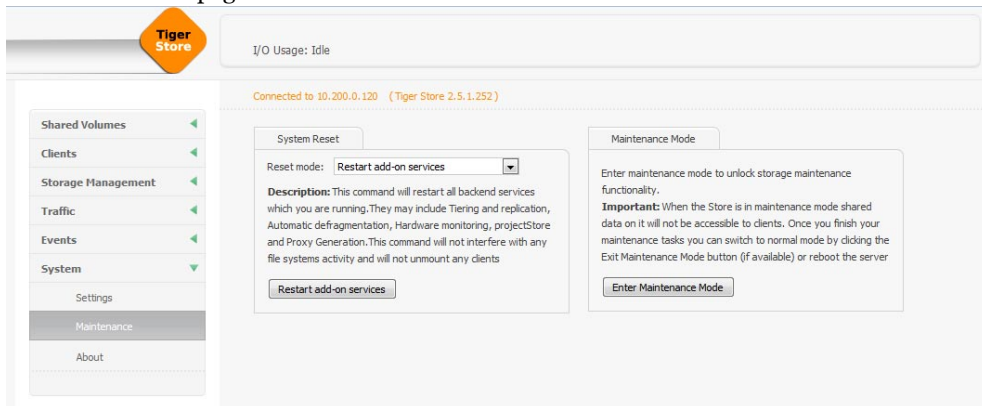 Tiger
Store
I/O Usage: Idle
Connected to 10.200.0.120 (Tiger Store 2.5.1.252)
Shared Volumes
Clients
Storage Management
Traffic
Events
System
Settings
Maintenance
About
System Reset
Reset mode: Restart add-on services
Description: This command will restart all backend services
which you are running.They may include Tiering and replication,
Automatic defragmentation, Hardware monitoring, projectStore
and Proxy Generation.This command will not interfere with any
file systems activity and will not unmount any clients
Restart add-on services
Maintenance Mode
Enter maintenance mode to unlock storage maintenance
functionality.
Important: When the Store is in maintenance mode shared
data on it will not be accessible to clients. Once you finish your
maintenance tasks you can switch to normal mode by clicking the
Exit Maintenance Mode button (if available) or reboot the server
Enter Maintenance Mode